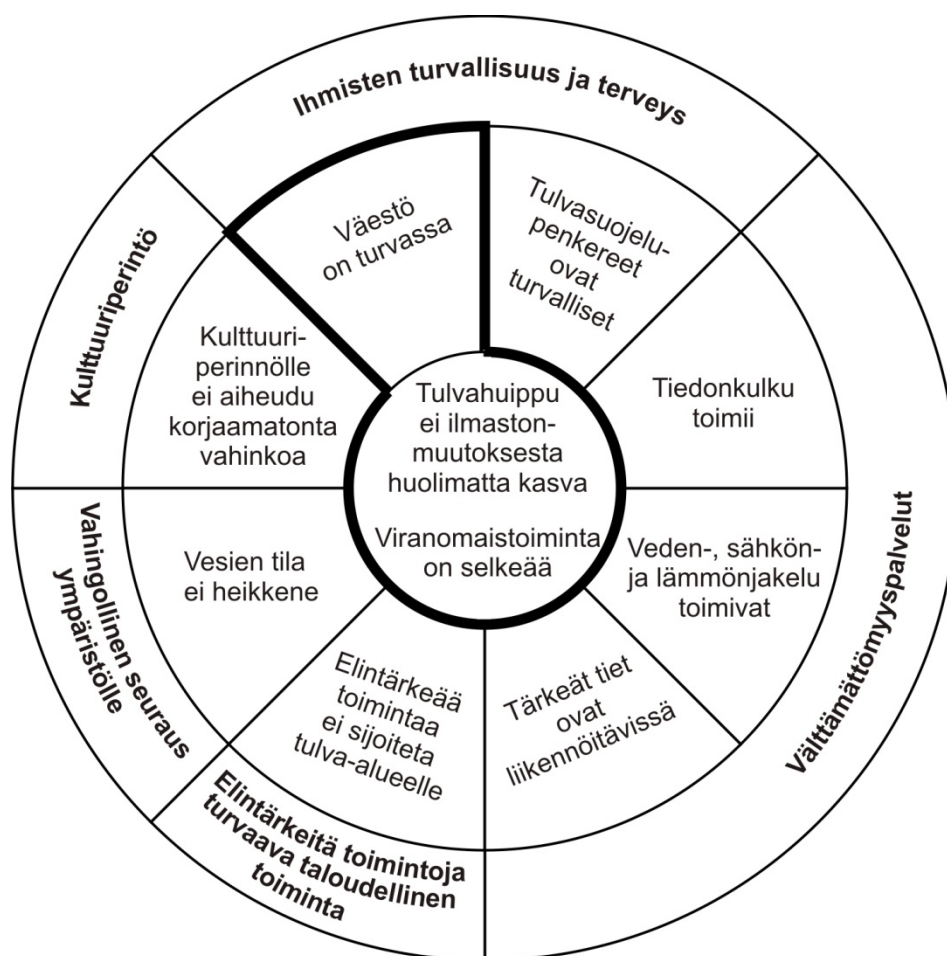 Ihmisten turvallisuus ja terveys
Väestö
on turvassa
Tulvasuojelu-
penkereet
ovat
turvalliset
Kulttuuriperintö
Kulttuuri-
perinnölle
ei aiheudu
korjaamatonta
vahinkoa
Tulvahuippu
ei ilmaston-
muutoksesta
huolimatta kasva
Viranomaistoiminta
on selkeää
Tiedonkulku
toimii
Vahingollinen seuraus
ympäristölle
Vesien tila
ei heikkene
Veden-, sähkön-
ja lämmönjakelu
toimivat
Välttämättömyyspalvelut
Elintärkeää
toimintaa
ei sijoiteta
tulva-alueelle
Tärkeät tiet
ovat
liikennöitävissä
Elintärkeitä toimintoja
turvaava taloudellinen
toiminta